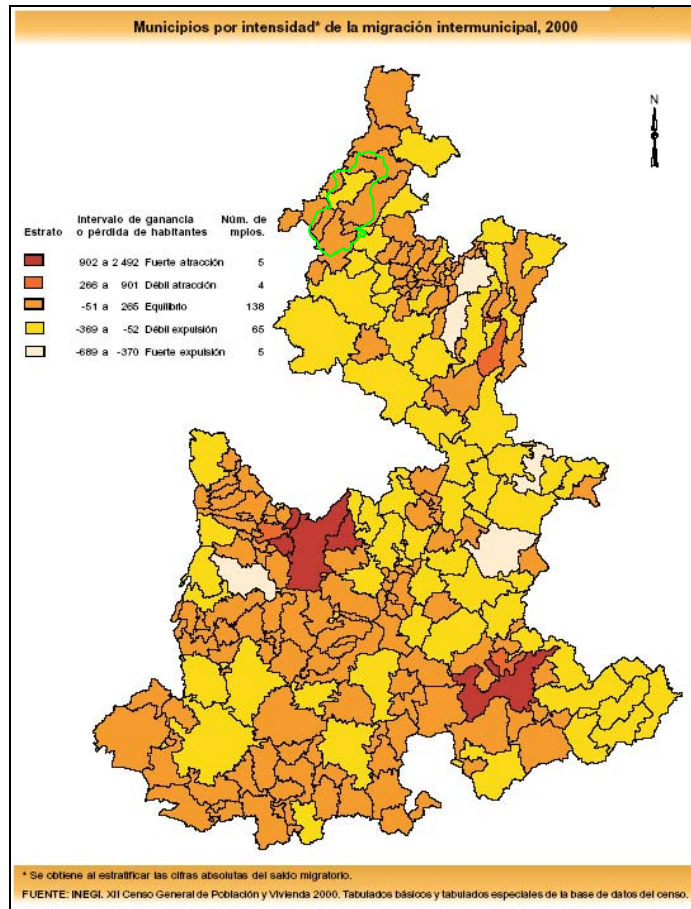 Municipios por intensidad* de la migración intermunicipal, 2000
N
Estrato
Intervalo de ganancia o pérdida de habitantes
Núm. de mpios.
902 a 2 492 Fuerte atracción 5
266 a 901 Débil atracción 4
-51 a 265 Equilibrio 138
-369 a -52 Débil expulsión 65
-689 a -370 Fuerte expulsión 5
* Se obtiene al estratificar las cifras absolutas del saldo migratorio.
FUENTE: INEGI. XII Censo General de Población y Vivienda 2000. Tabulados básicos y tabulados especiales de la base de datos del censo.